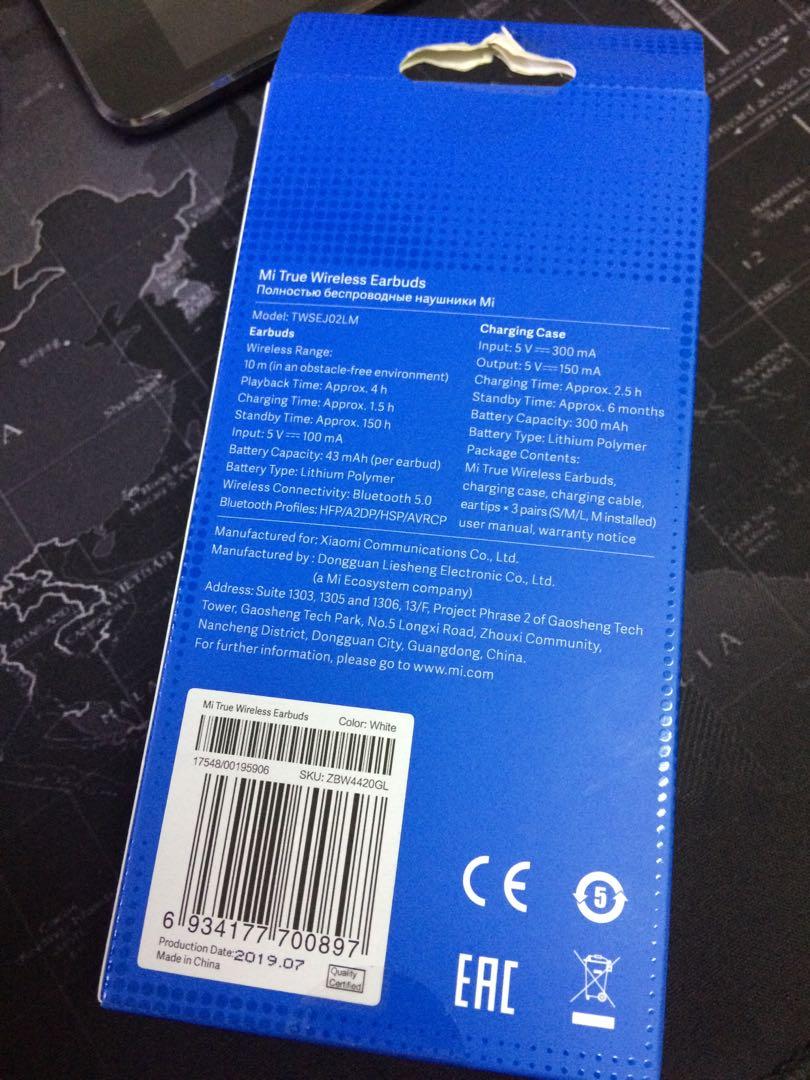 Mi True Wireless Earbuds
Полностью беспроводные наушники Mi
Model: TWSEJ02LM
Earbuds
Wireless Range:
10 m (in an obstacle-free environment)
Playback Time: Approx. 4 h
Charging Time: Approx. 1.5 h
Standby Time: Approx. 150 h
Input: 5 V⎓100 mA
Battery Capacity: 43 mAh (per earbud)
Battery Type: Lithium Polymer
Wireless Connectivity: Bluetooth 5.0
Bluetooth Profiles: HFP/A2DP/HSP/AVRCP
Charging Case
Input: 5 V⎓300 mA
Output: 5 V⎓150 mA
Charging Time: Approx. 2.5 h
Standby Time: Approx. 6 months
Battery Capacity: 300 mAh
Battery Type: Lithium Polymer
Package Contents:
Mi True Wireless Earbuds,
charging case, charging cable,
ear tips × 3 pairs (S/M/L, M installed)
user manual, warranty notice
Manufactured for: Xiaomi Communications Co., Ltd.
Manufactured by : Dongguan Liesheng Electronic Co., Ltd.
(a Mi Ecosystem company)
Address: Suite 1303, 1305 and 1306, 13/F, Project Phrase 2 of Gaosheng Tech
Tower, Gaosheng Tech Park, No.5 Longxi Road, Zhouxi Community,
Nancheng District, Dongguan City, Guangdong, China.
For further information, please go to www.mi.com
Mi True Wireless Earbuds Color: White
17548/00195906 SKU: ZBW4420GL
6 934177 700897
Production Date: 2019.07
Made in China
Quality
Certified
CE
5
EAC